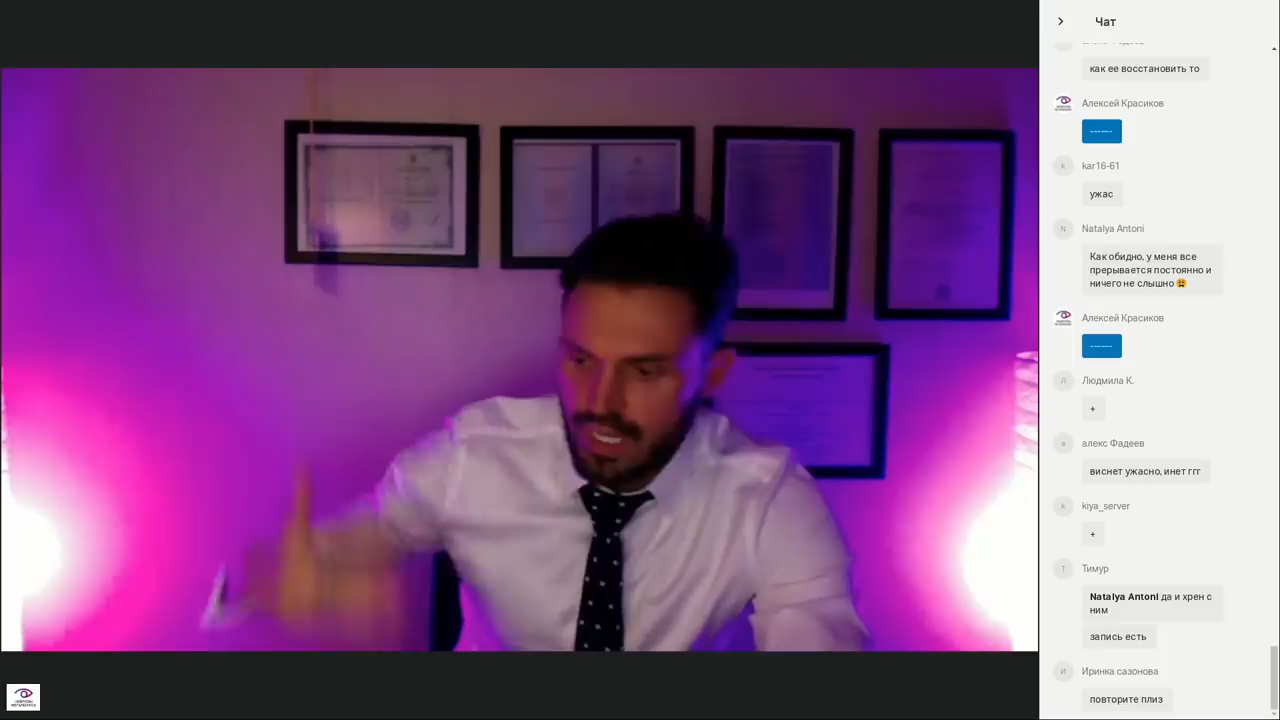 Чат
как ее восстановить то
Алексей Красиков
------
k
kar16-61
ужас
N
Natalya Antoni
Как обидно, у меня все
прерывается постоянно и
ничего не слышно 😩
Алексей Красиков
------
Л
Людмила К.
+
а
алекс Фадеев
виснет ужасно, инет ггг
k
kiya_server
+
Т
Тимур
Natalya Antoni да и хрен с
ним
запись есть
И
Иринка сазонова
повторите плиз